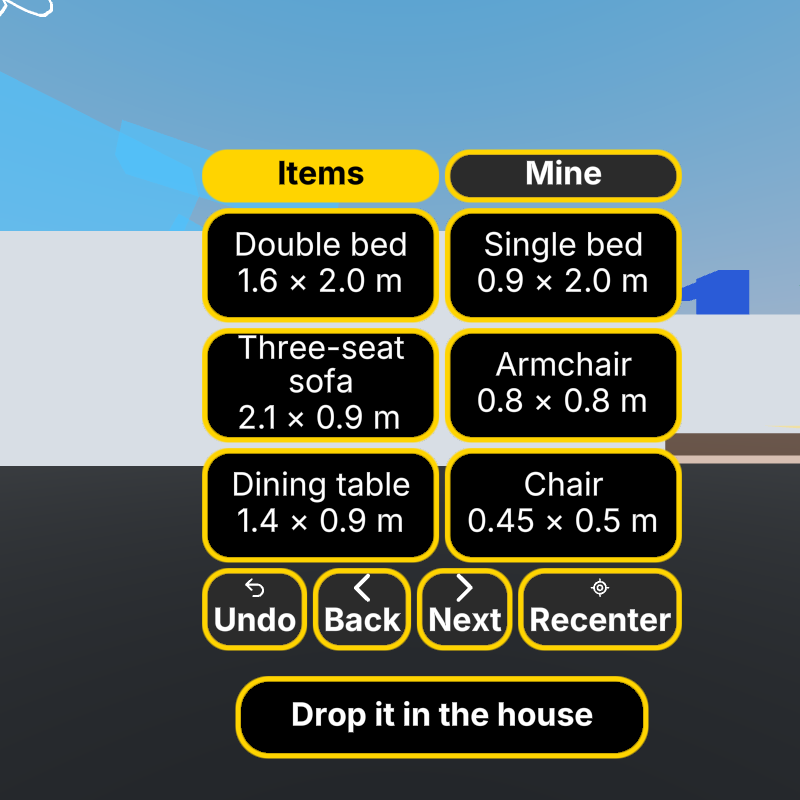 Items
Mine
Double bed
1.6 × 2.0 m
Single bed
0.9 × 2.0 m
Three-seat
sofa
2.1 × 0.9 m
Armchair
0.8 × 0.8 m
Dining table
1.4 × 0.9 m
Chair
0.45 × 0.5 m
Undo
Back
Next
Recenter
Drop it in the house
1